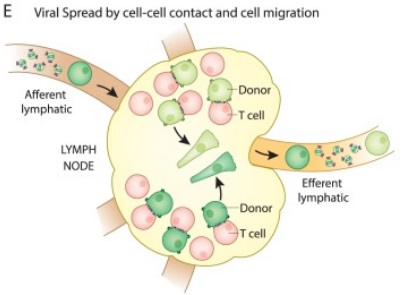 E Viral Spread by cell-cell contact and cell migration
Afferent
lymphatic
Donor
T cell
LYMPH
NODE
Efferent
lymphatic
Donor
T cell